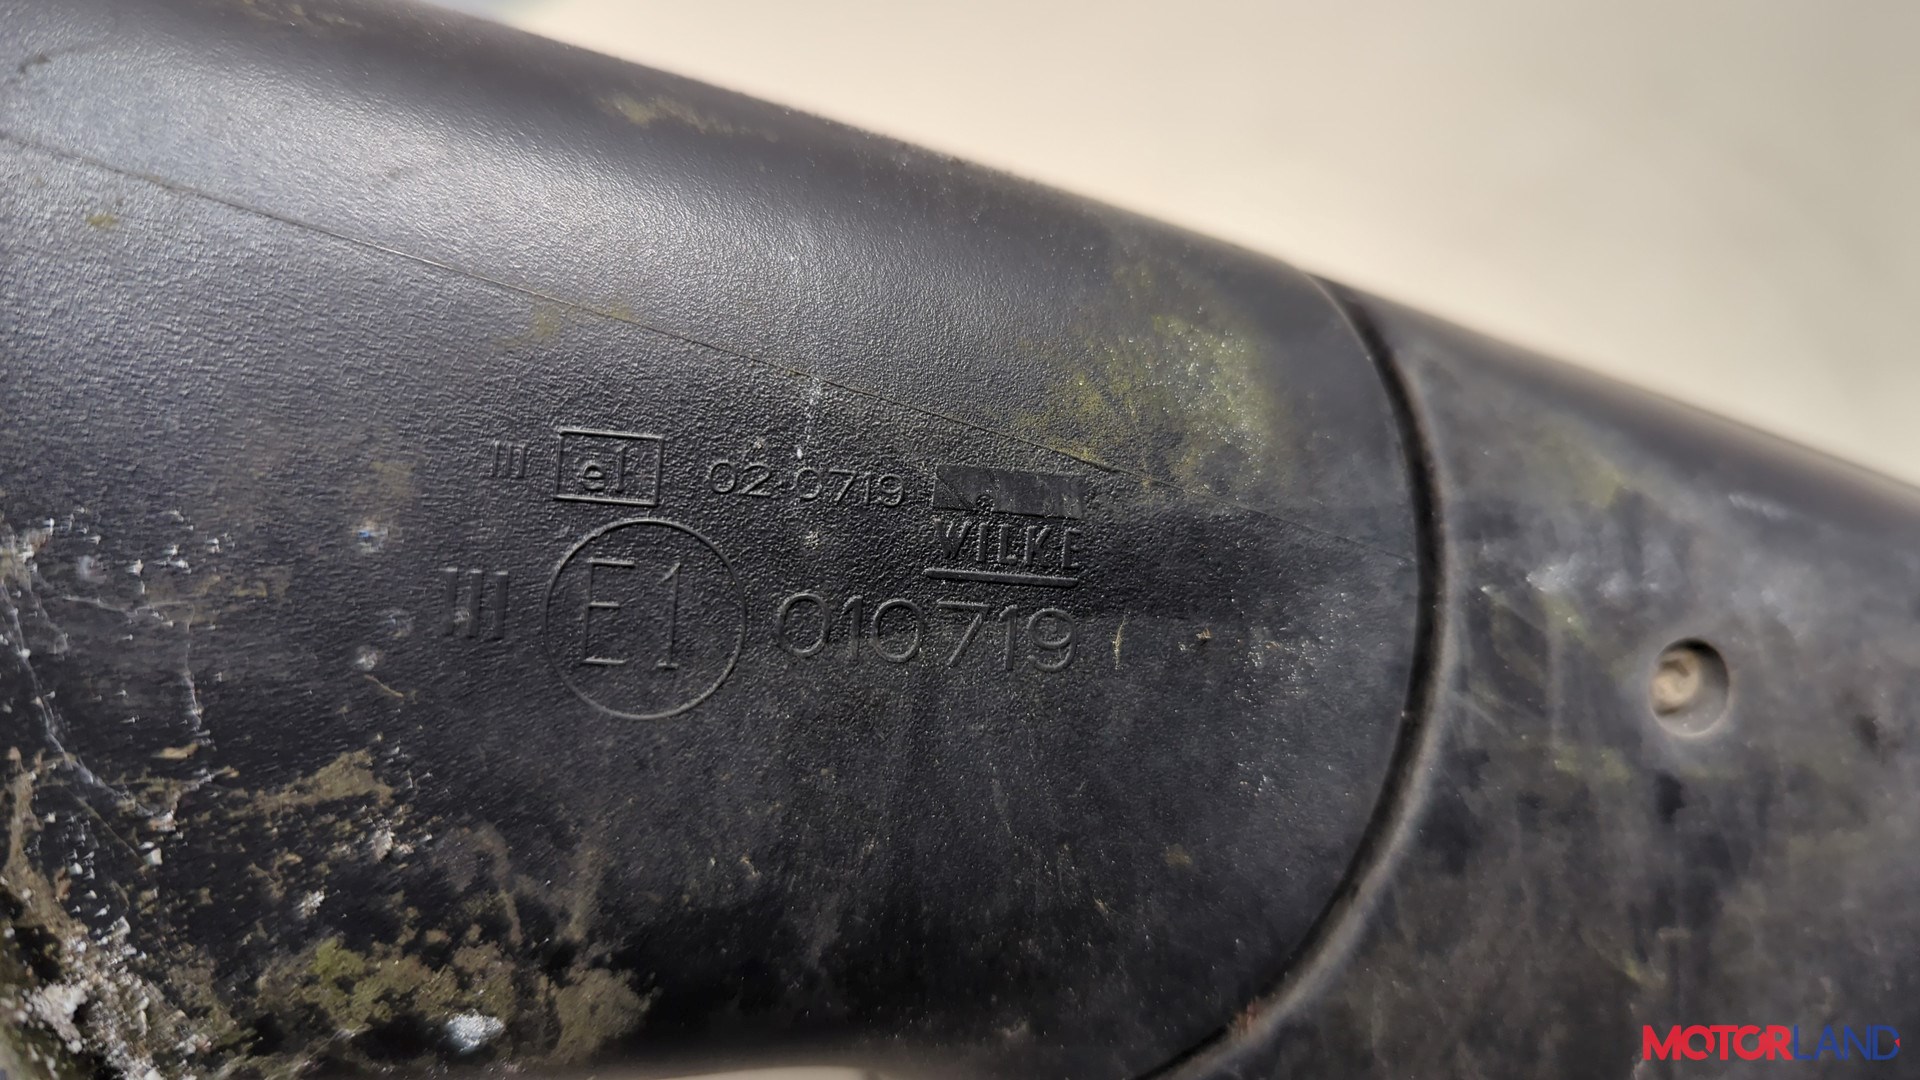 III e1 02 0719
WILKE
III E1 010719
MOTORLAND